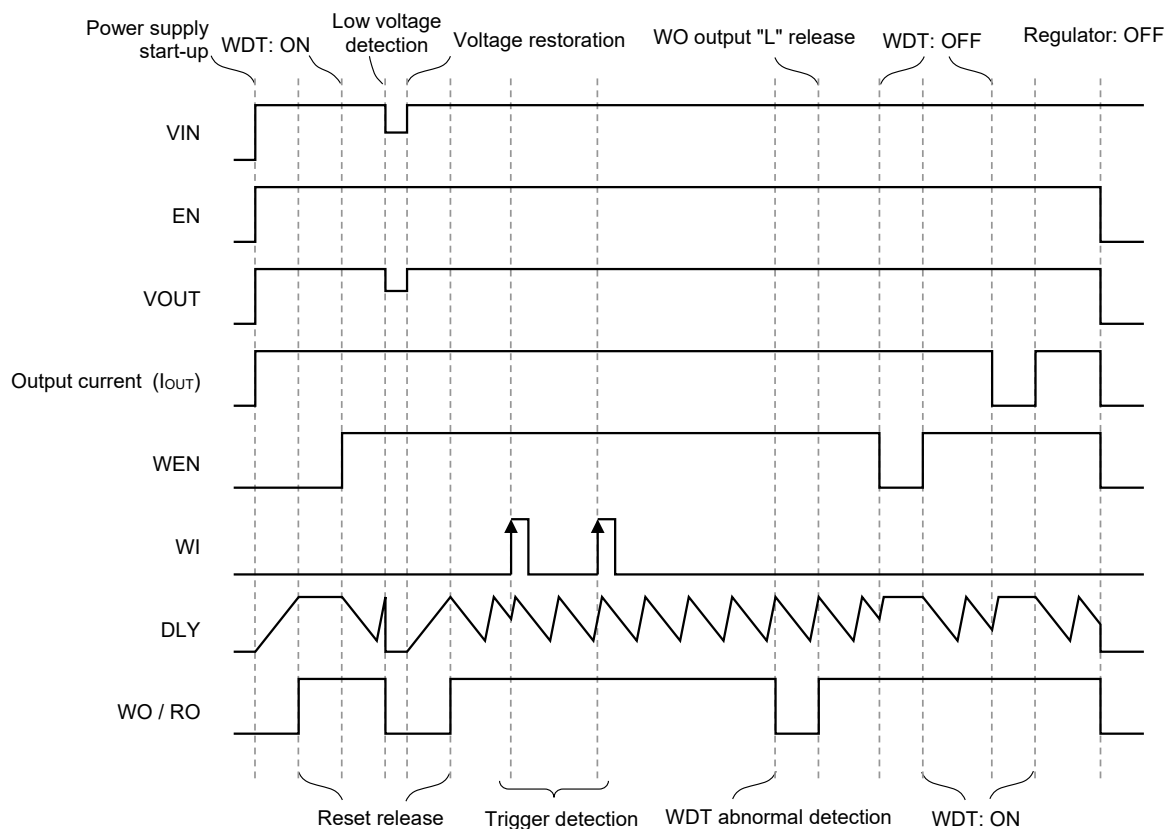 Power supply
start-up
WDT: ON
Low voltage
detection
Voltage restoration
WO output "L" release
WDT: OFF
Regulator: OFF
VIN
EN
VOUT
Output current (IOUT)
WEN
WI
DLY
WO / RO
Reset release
Trigger detection
WDT abnormal detection
WDT: ON